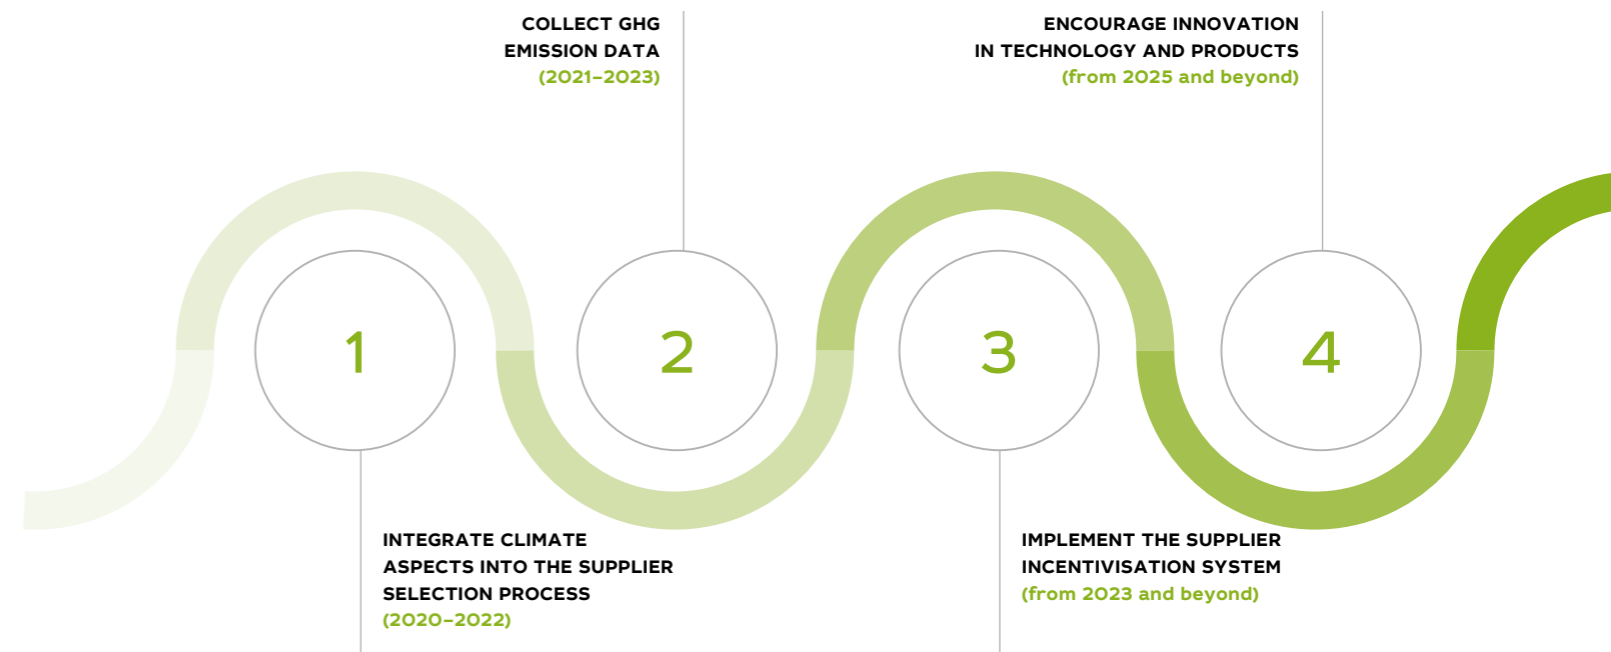 COLLECT GHG
EMISSION DATA
(2021–2023)
ENCOURAGE INNOVATION
IN TECHNOLOGY AND PRODUCTS
(from 2025 and beyond)
1
2
3
4
INTEGRATE CLIMATE
ASPECTS INTO THE SUPPLIER
SELECTION PROCESS
(2020–2022)
IMPLEMENT THE SUPPLIER
INCENTIVISATION SYSTEM
(from 2023 and beyond)